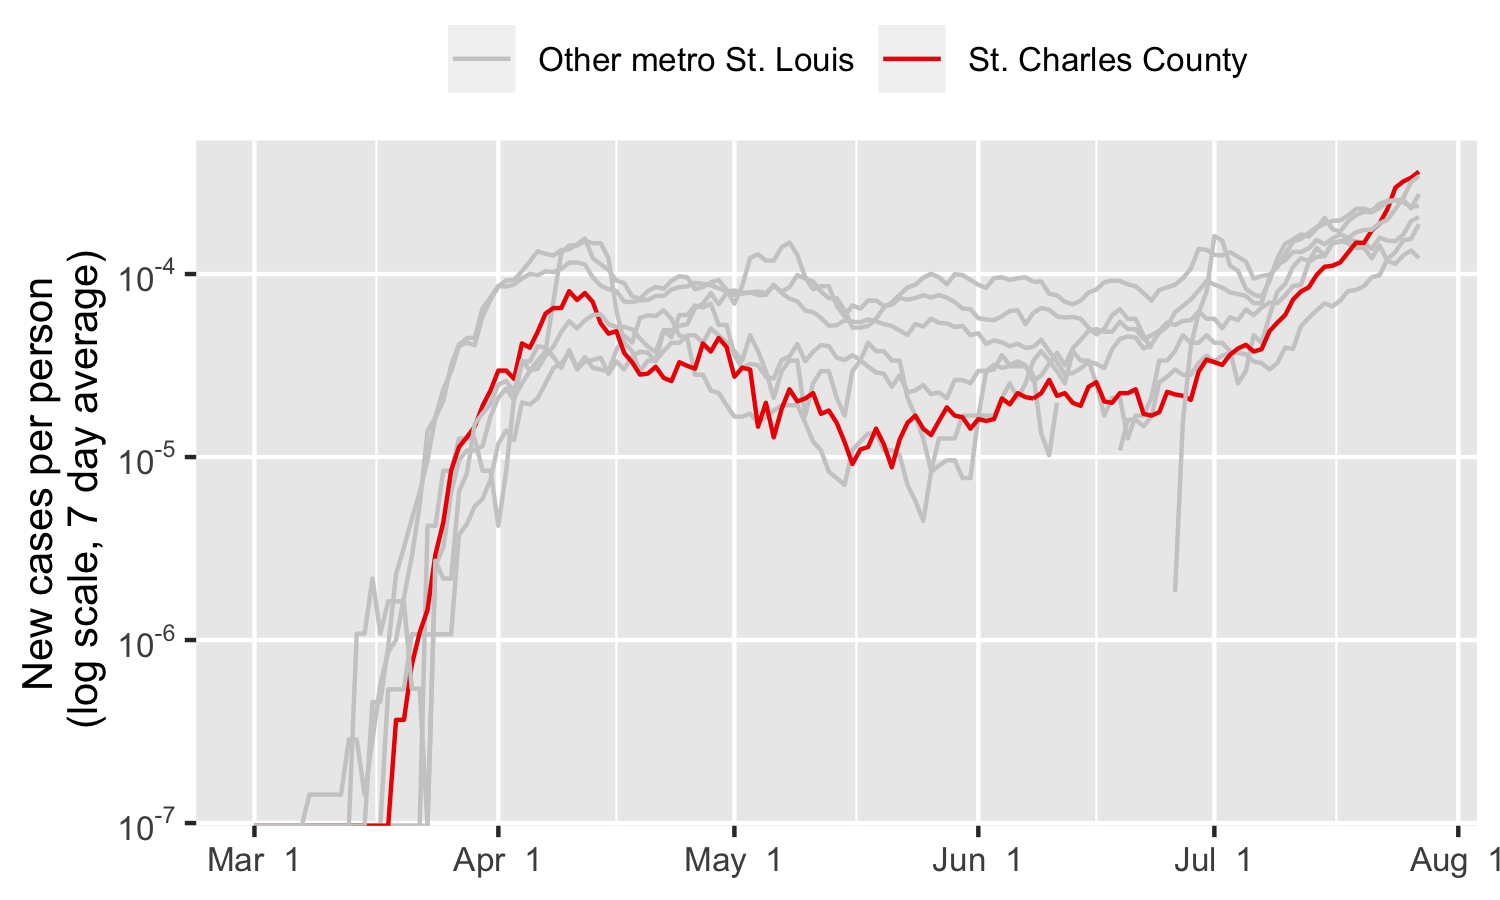 Other metro St. Louis St. Charles County
New cases per person
(log scale, 7 day average)
10-4
10-5
10-6
10-7
Mar 1 Apr 1 May 1 Jun 1 Jul 1 Aug 1